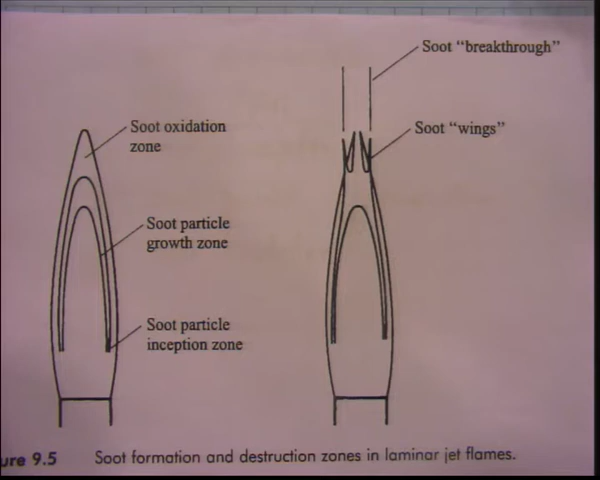 Soot "breakthrough"
Soot oxidation
zone
Soot "wings"
Soot particle
growth zone
Soot particle
inception zone
ure 9.5 Soot formation and destruction zones in laminar jet flames.